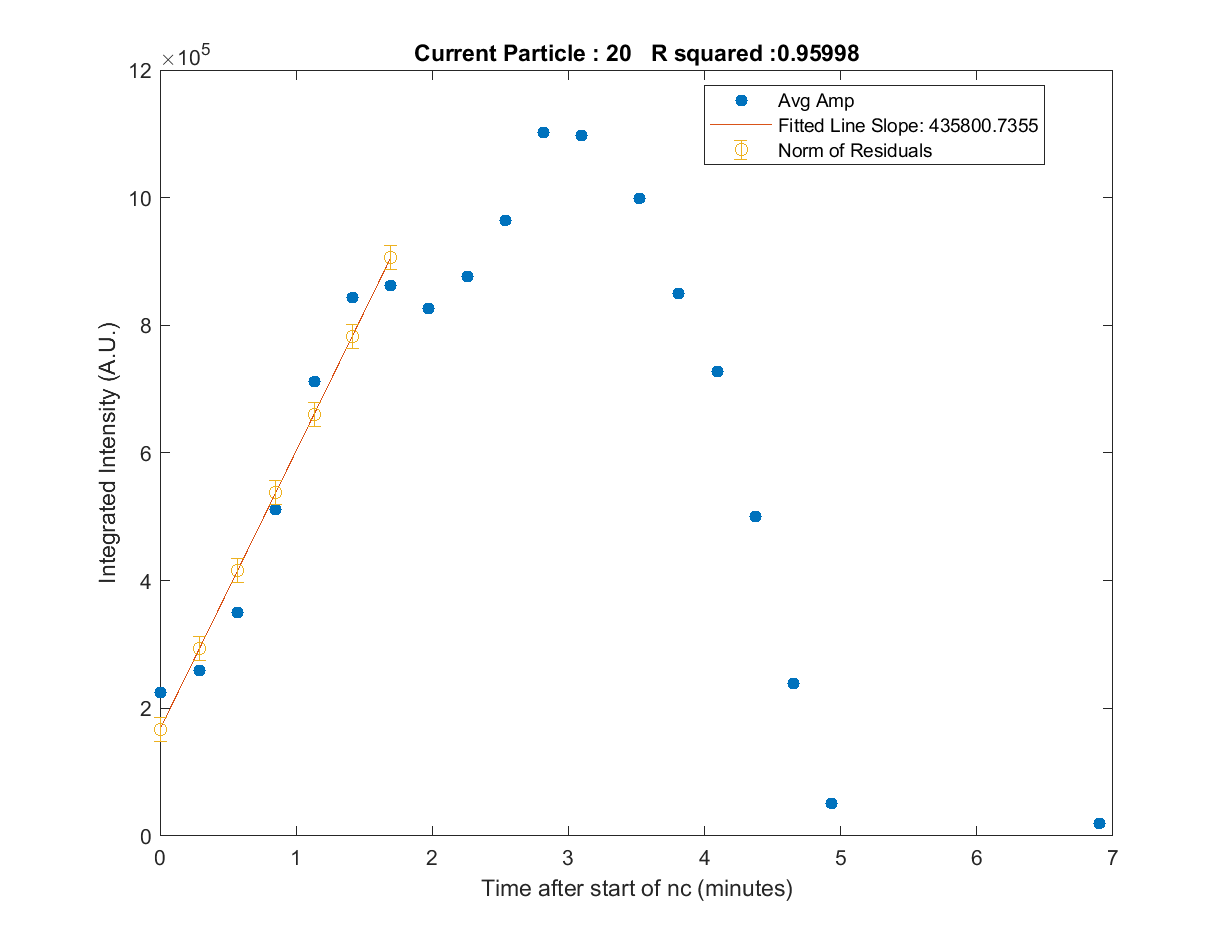 Current Particle : 20 R squared :0.95998
×10^5
12
10
8
6
4
2
0
0 1 2 3 4 5 6 7
Integrated Intensity (A.U.)
Time after start of nc (minutes)
Avg Amp
Fitted Line Slope: 435800.7355
Norm of Residuals